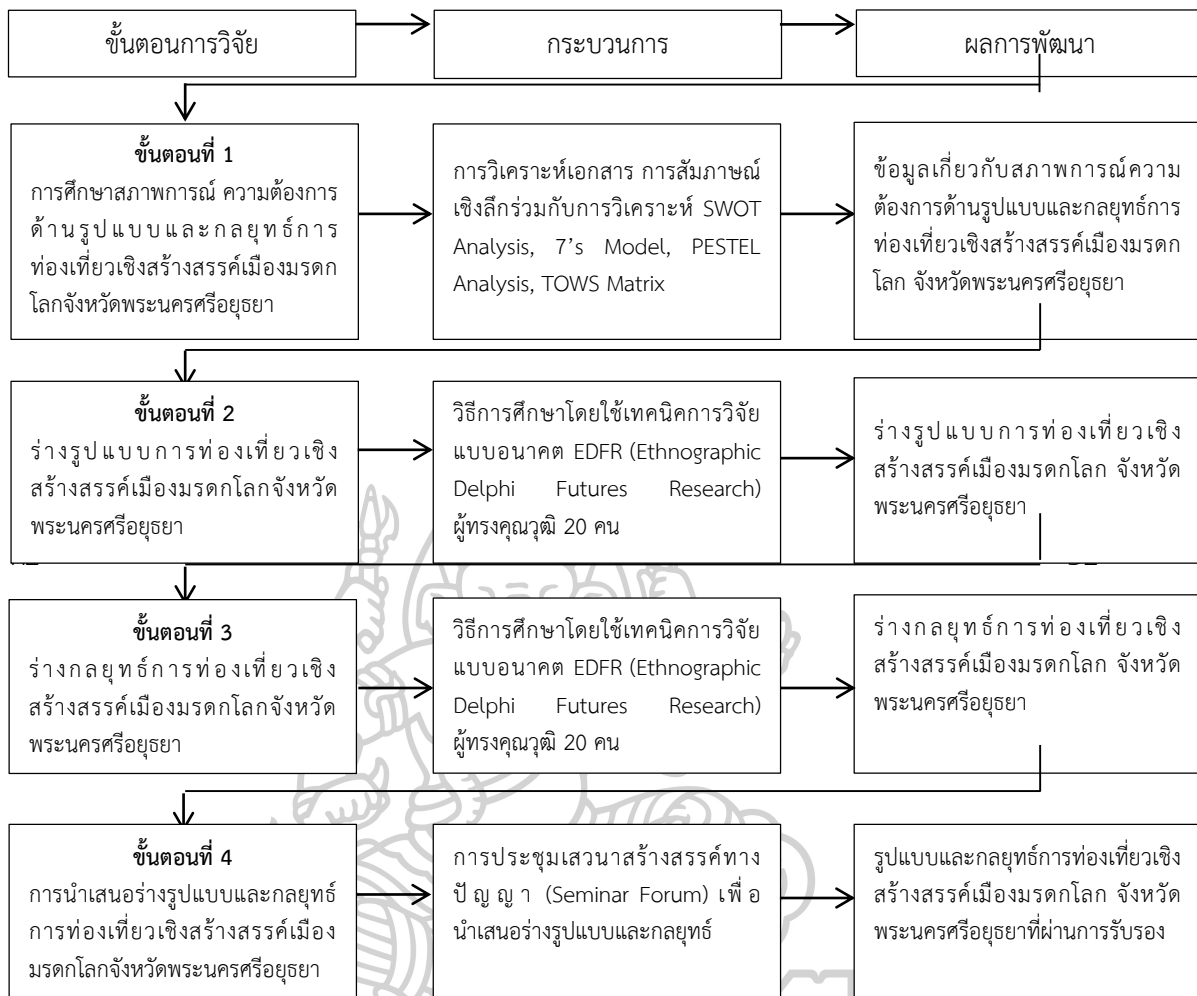 ขั้นตอนการวิจัย
กระบวนการ
ผลการพัฒนา
ขั้นตอนที่ 1
การศึกษาสภาพการณ์ ความต้องการ
ด้านรูปแบบและกลยุทธ์การ
ท่องเที่ยวเชิงสร้างสรรค์เมืองมรดก
โลกจังหวัดพระนครศรีอยุธยา
การวิเคราะห์เอกสาร การสัมภาษณ์
เชิงลึกร่วมกับการวิเคราะห์ SWOT
Analysis, 7’s Model, PESTEL
Analysis, TOWS Matrix
ข้อมูลเกี่ยวกับสภาพการณ์ความ
ต้องการด้านรูปแบบและกลยุทธ์การ
ท่องเที่ยวเชิงสร้างสรรค์เมืองมรดก
โลก จังหวัดพระนครศรีอยุธยา
ขั้นตอนที่ 2
ร่างรูปแบบการท่องเที่ยวเชิง
สร้างสรรค์เมืองมรดกโลกจังหวัด
พระนครศรีอยุธยา
วิธีการศึกษาโดยใช้เทคนิคการวิจัย
แบบอนาคต EDFR (Ethnographic
Delphi Futures Research)
ผู้ทรงคุณวุฒิ 20 คน
ร่างรูปแบบการท่องเที่ยวเชิง
สร้างสรรค์เมืองมรดกโลก จังหวัด
พระนครศรีอยุธยา
ขั้นตอนที่ 3
ร่างกลยุทธ์การท่องเที่ยวเชิง
สร้างสรรค์เมืองมรดกโลกจังหวัด
พระนครศรีอยุธยา
วิธีการศึกษาโดยใช้เทคนิคการวิจัย
แบบอนาคต EDFR (Ethnographic
Delphi Futures Research)
ผู้ทรงคุณวุฒิ 20 คน
ร่างกลยุทธ์การท่องเที่ยวเชิง
สร้างสรรค์เมืองมรดกโลก จังหวัด
พระนครศรีอยุธยา
ขั้นตอนที่ 4
การนำเสนอร่างรูปแบบและกลยุทธ์
การท่องเที่ยวเชิงสร้างสรรค์เมือง
มรดกโลกจังหวัดพระนครศรีอยุธยา
การประชุมเสวนาสร้างสรรค์ทาง
ปัญญา (Seminar Forum) เพื่อ
นำเสนอร่างรูปแบบและกลยุทธ์
รูปแบบและกลยุทธ์การท่องเที่ยวเชิง
สร้างสรรค์เมืองมรดกโลก จังหวัด
พระนครศรีอยุธยาที่ผ่านการรับรอง